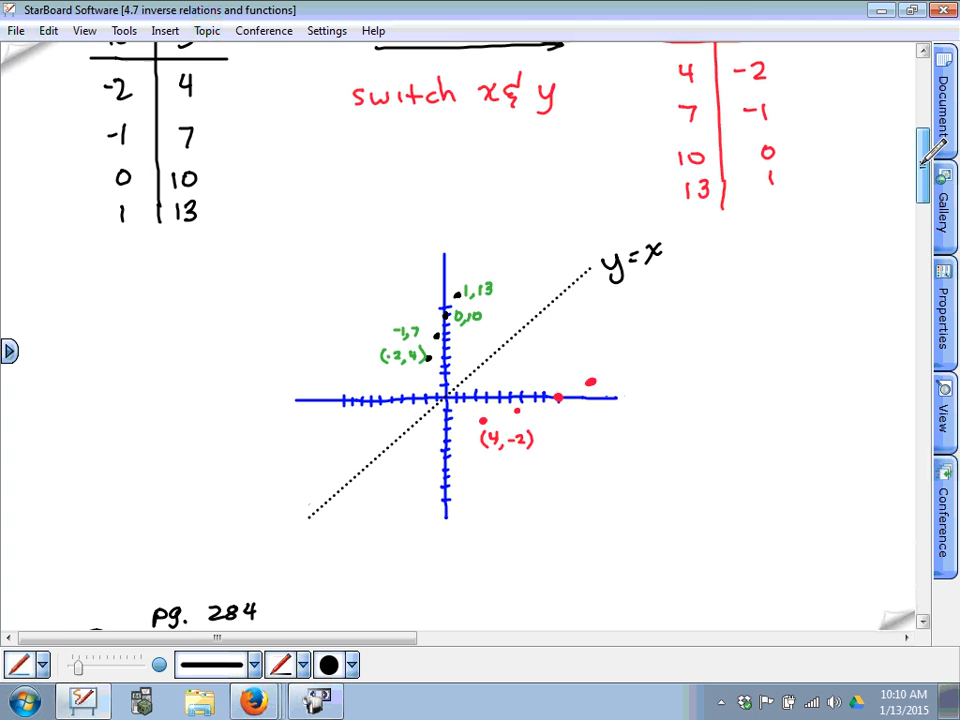 StarBoard Software [4.7 inverse relations and functions]
File Edit View Tools Insert Topic Conference Settings Help
-2 4
-1 7
0 10
1 13
switch x & y
4 -2
7 -1
10 0
13 1
y=x
1,13
0,10
-1,7
(-2,4)
(4,-2)
pg. 284
Document
Gallery
Properties
View
Conference
10:10 AM
1/13/2015